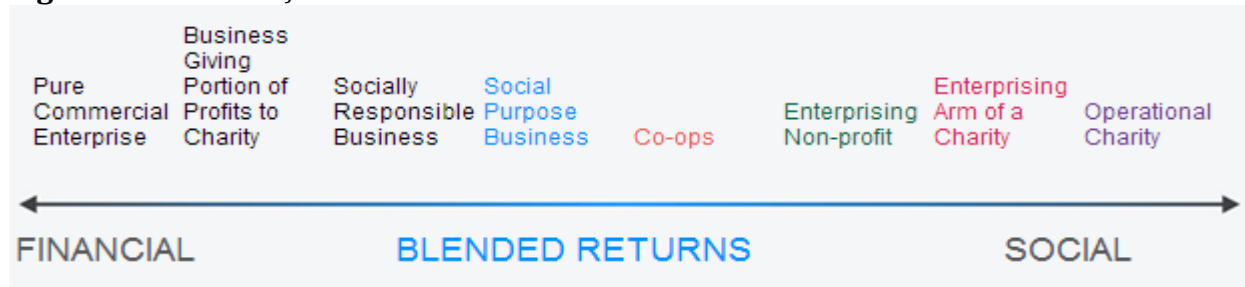 Pure
Commercial
Enterprise
Business
Giving
Portion of
Profits to
Charity
Socially
Responsible
Business
Social
Purpose
Business
Co-ops
Enterprising
Non-profit
Enterprising
Arm of a
Charity
Operational
Charity
FINANCIAL
BLENDED RETURNS
SOCIAL